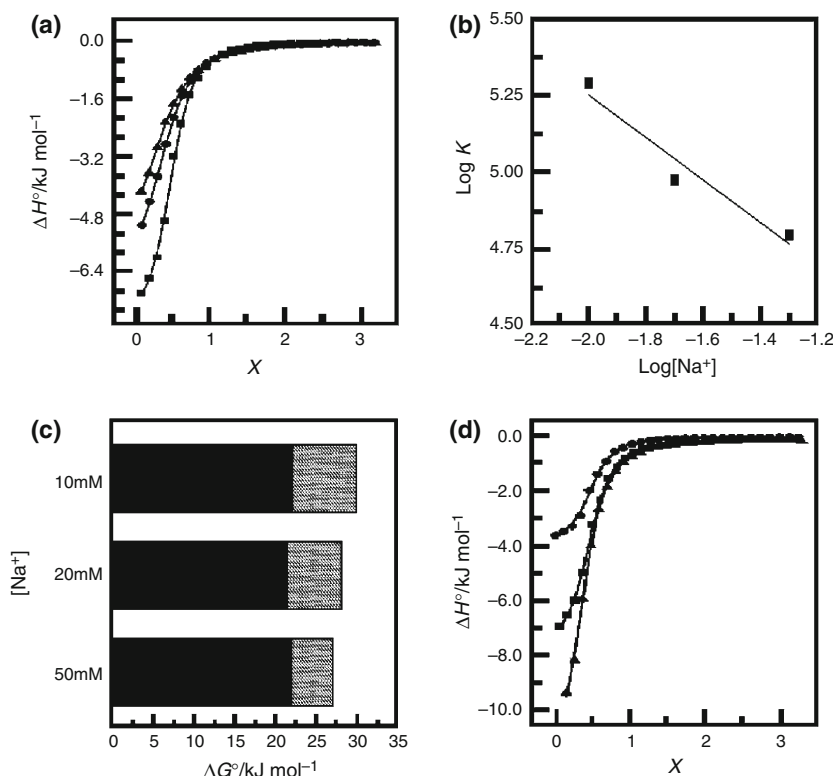 (a)
0.0
–1.6
–3.2
–4.8
–6.4
ΔH°/kJ mol⁻¹
0 1 2 3
X
(b)
5.50
5.25
5.00
4.75
4.50
Log K
–2.2 –2.0 –1.8 –1.6 –1.4 –1.2
Log[Na⁺]
(c)
10mM
20mM
50mM
[Na⁺]
0 5 10 15 20 25 30 35
ΔG°/kJ mol⁻¹
(d)
0.0
–2.0
–4.0
–6.0
–8.0
–10.0
ΔH°/kJ mol⁻¹
0 1 2 3
X